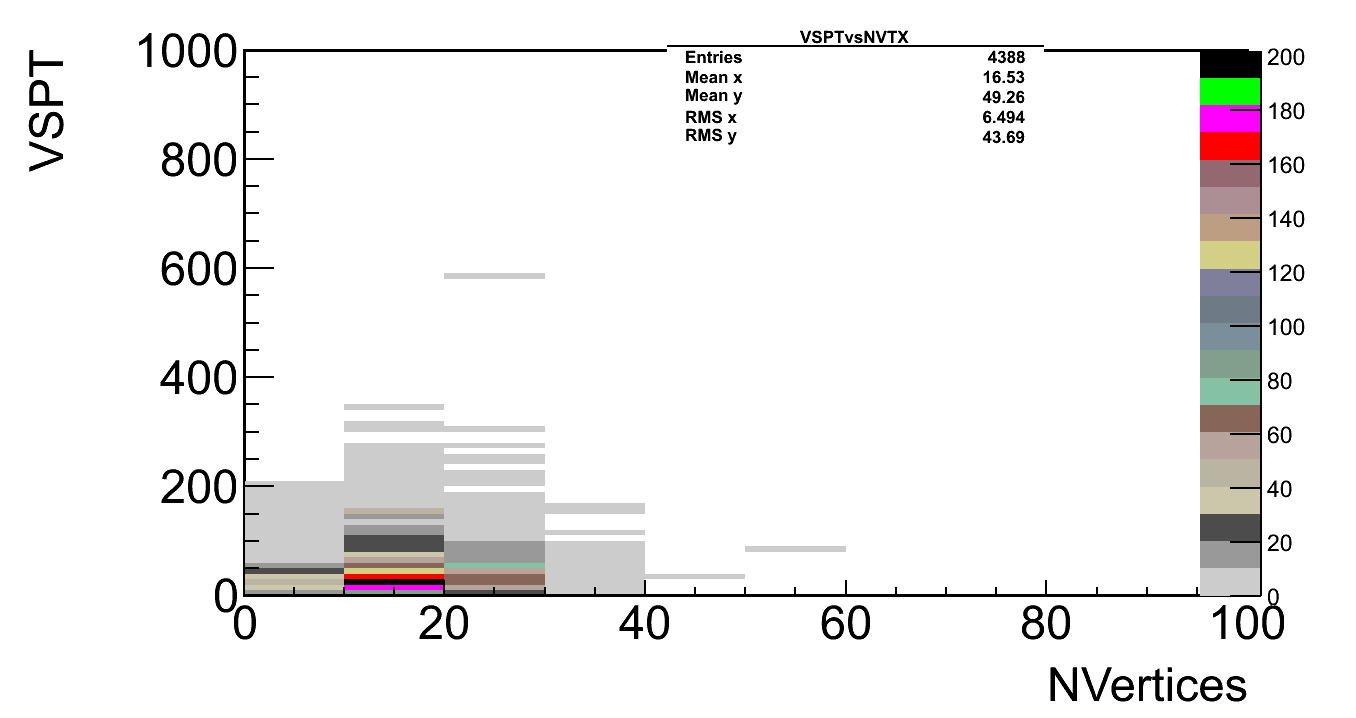 VSPTvsNVTX
Entries 4388
Mean x 16.53
Mean y 49.26
RMS x 6.494
RMS y 43.69
VSPT
1000
800
600
400
200
0
0 20 40 60 80 100
NVertices
200
180
160
140
120
100
80
60
40
20
0